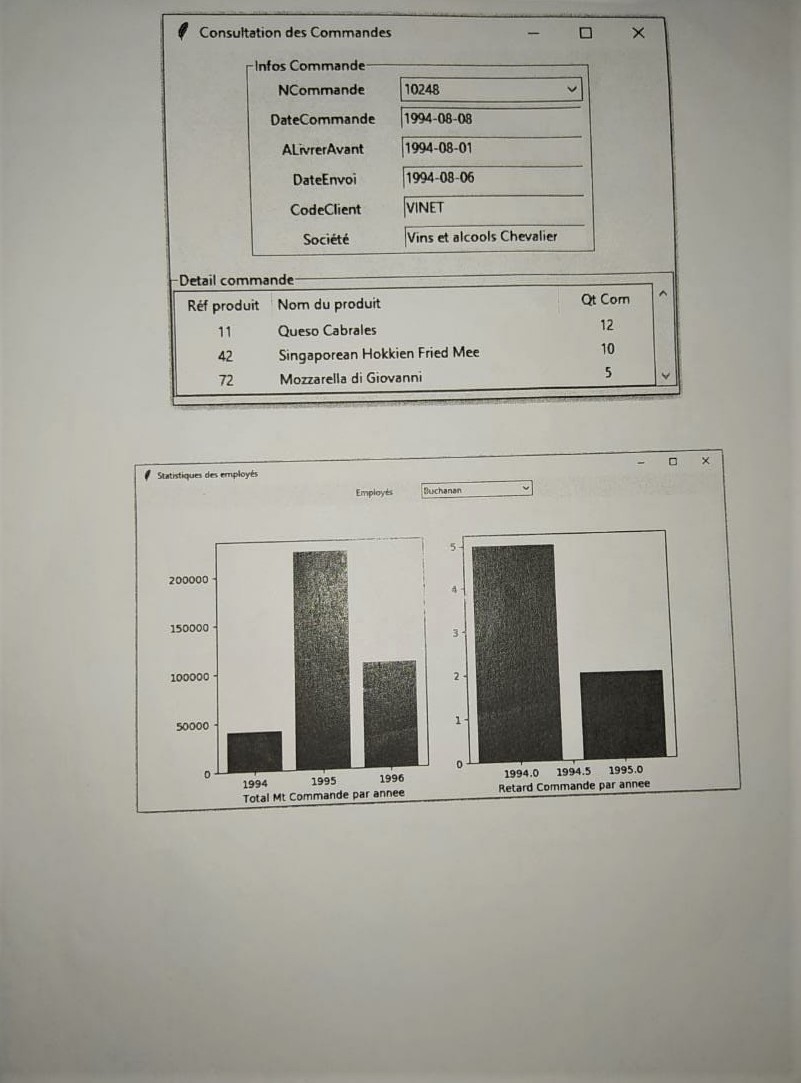 Consultation des Commandes
Infos Commande
NCommande 10248
DateCommande 1994-08-08
ALivrerAvant 1994-08-01
DateEnvoi 1994-08-06
CodeClient VINET
Société Vins et alcools Chevalier
Detail commande
Réf produit Nom du produit Qt Com
11 Queso Cabrales 12
42 Singaporean Hokkien Fried Mee 10
72 Mozzarella di Giovanni 5
Statistiques des employés
Employés Buchanan
200000
150000
100000
50000
0
1994 1995 1996
Total Mt Commande par annee
5
4
3
2
1
0
1994.0 1994.5 1995.0
Retard Commande par annee